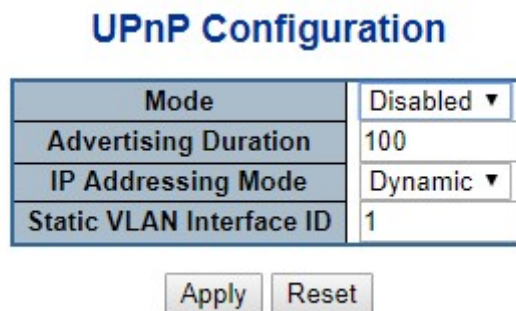 UPnP Configuration
Mode Disabled
Advertising Duration 100
IP Addressing Mode Dynamic
Static VLAN Interface ID 1
Apply Reset